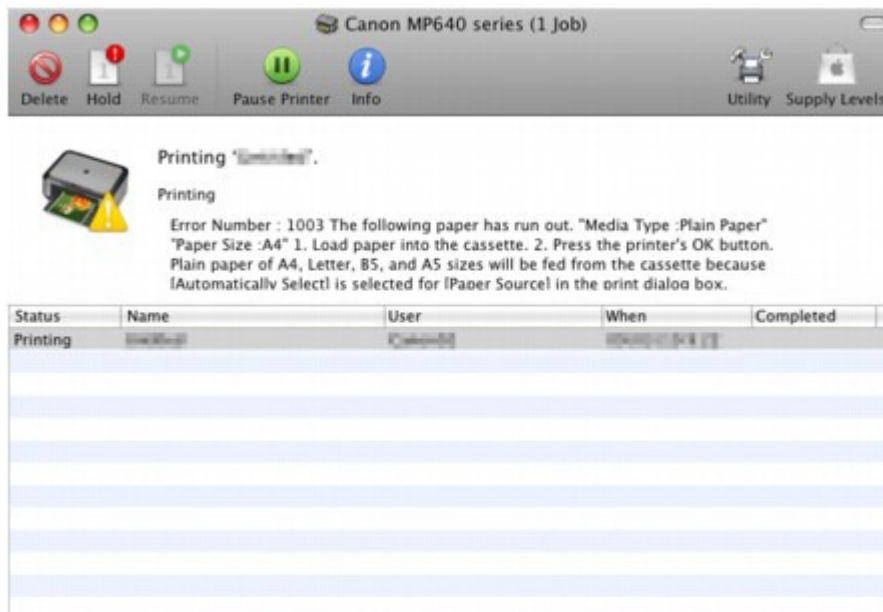 Canon MP640 series (1 Job)
Delete Hold Resume Pause Printer Info Utility Supply Levels
Printing "
Printing
Error Number : 1003 The following paper has run out. "Media Type :Plain Paper"
"Paper Size :A4" 1. Load paper into the cassette. 2. Press the printer's OK button.
Plain paper of A4, Letter, B5, and A5 sizes will be fed from the cassette because
[Automatically Select] is selected for [Paper Source] in the print dialog box.
Status Name User When Completed
Printing